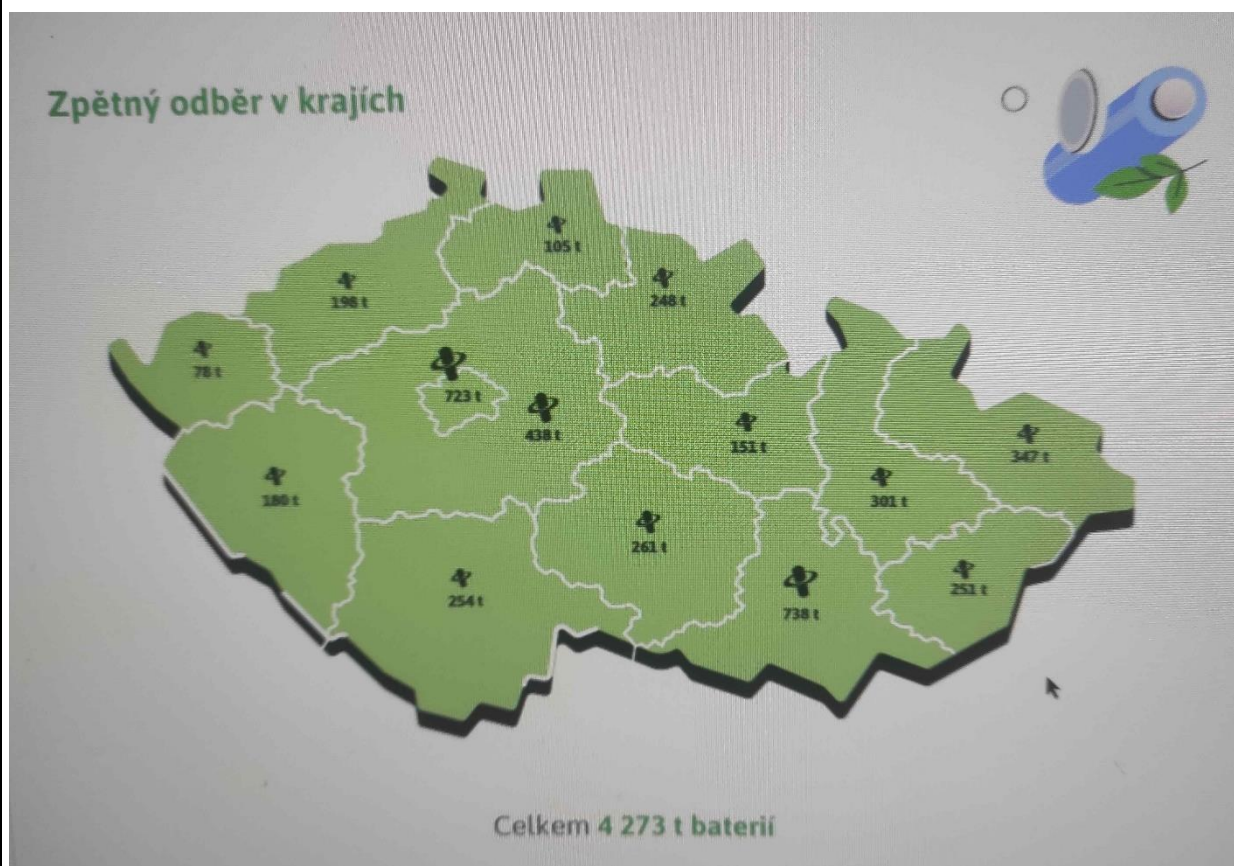 Zpětný odběr v krajích
105 t
198 t
248 t
78 t
723 t
438 t
151 t
347 t
180 t
301 t
261 t
254 t
251 t
738 t
Celkem 4 273 t baterií